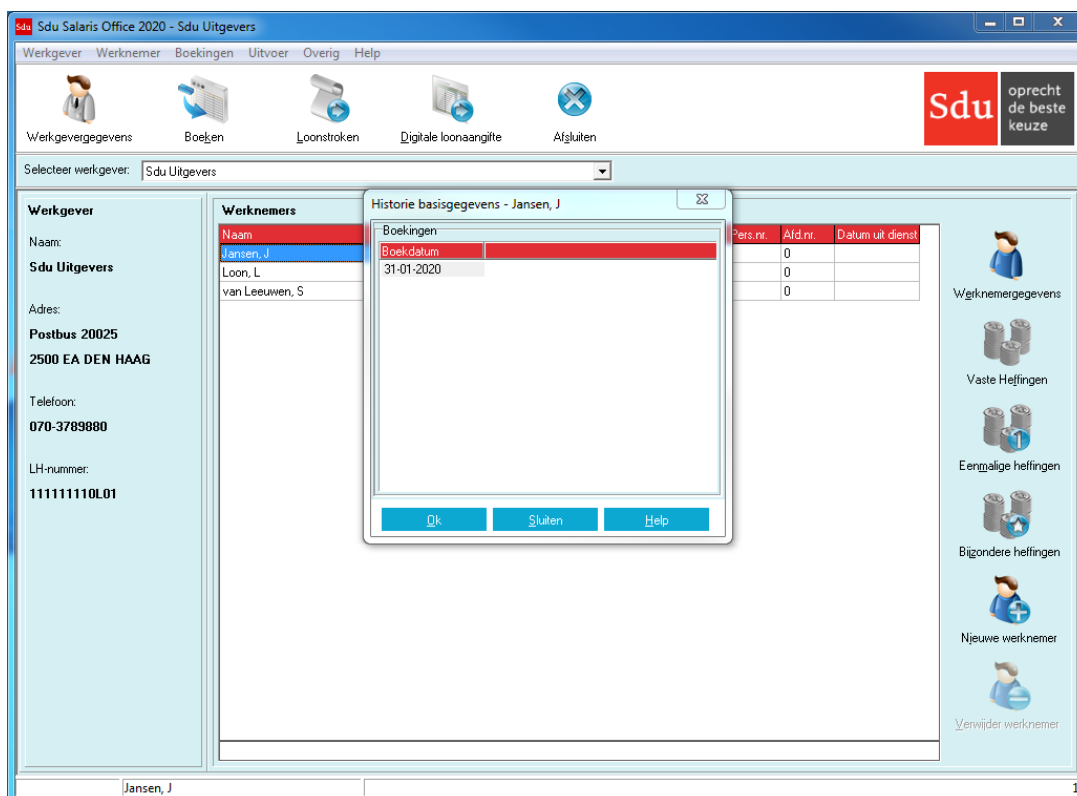 Sdu Sdu Salaris Office 2020 - Sdu Uitgevers
Werkgever Werknemer Boekingen Uitvoer Overig Help
Werkgevergegevens Boeken Loonstroken Digitale loonaangifte Afsluiten
Sdu oprecht
de beste
keuze
Selecteer werkgever: Sdu Uitgevers
Werkgever
Naam:
Sdu Uitgevers
Adres:
Postbus 20025
2500 EA DEN HAAG
Telefoon:
070-3789880
LH-nummer:
111111110L01
Werknemers
Naam Pers.nr. Afd.nr. Datum uit dienst
Jansen, J 0
Loon, L 0
van Leeuwen, S 0
Historie basisgegevens - Jansen, J
Boekingen
Boekdatum
31-01-2020
Ok Sluiten Help
Werknemergegevens
Vaste Heffingen
1
Eenmalige heffingen
Bijzondere heffingen
Nieuwe werknemer
Verwijder werknemer
Jansen, J 1